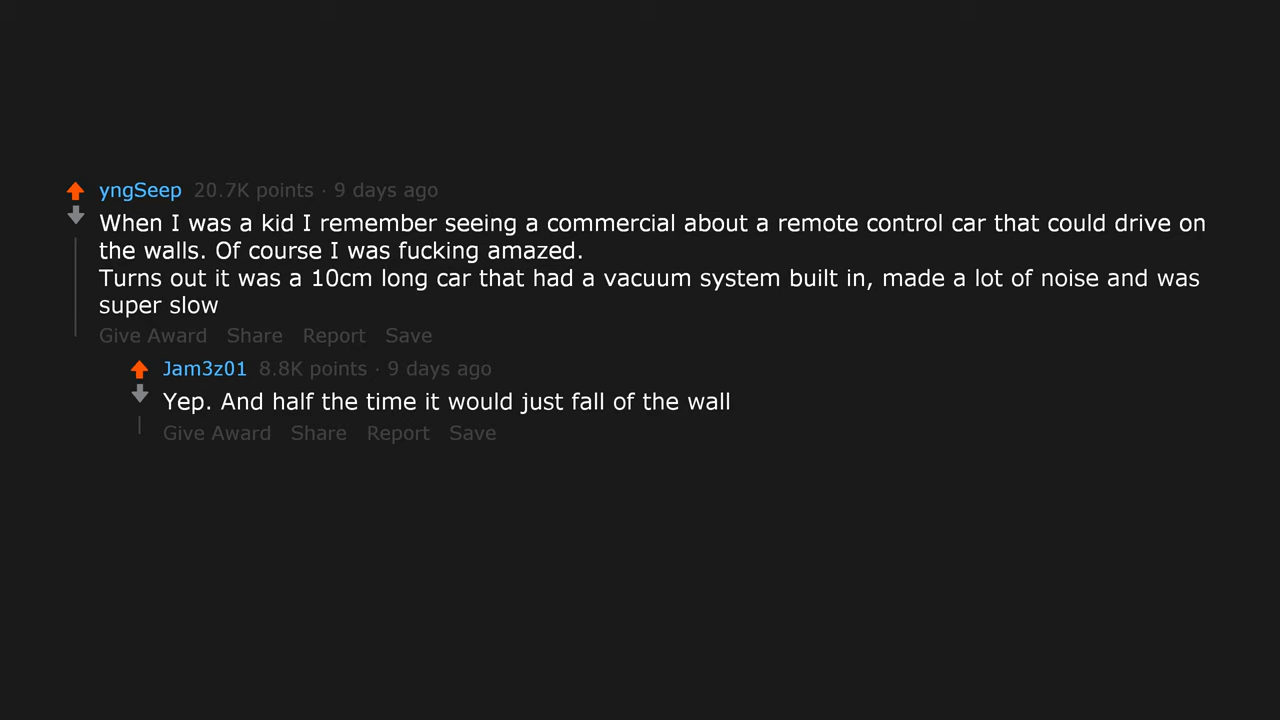 yngSeep 20.7K points · 9 days ago
When I was a kid I remember seeing a commercial about a remote control car that could drive on
the walls. Of course I was fucking amazed.
Turns out it was a 10cm long car that had a vacuum system built in, made a lot of noise and was
super slow
Give Award Share Report Save
Jam3z01 8.8K points · 9 days ago
Yep. And half the time it would just fall of the wall
Give Award Share Report Save